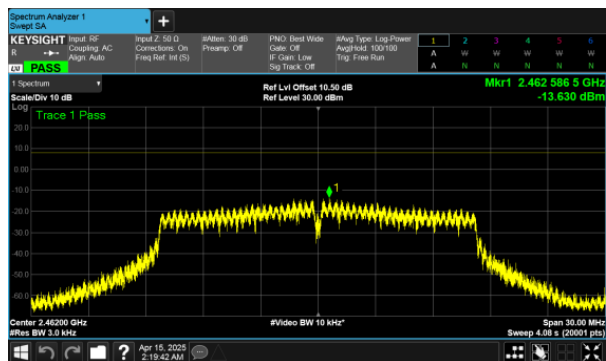 Spectrum Analyzer 1
Swept SA
+
KEYSIGHT Input: RF Input Z: 50 Ω #Atten: 30 dB PNO: Best Wide #Avg Type: Log-Power 1 2 3 4 5 6
R Coupling: AC Corrections: On Preamp: Off Gate: Off Avg|Hold: 100/100 A W W W W W
Align: Auto Freq Ref: Int (S) IF Gain: Low Trig: Free Run
LXI PASS Sig Track: Off A N N N N N
1 Spectrum Ref Lvl Offset 10.50 dB Mkr1 2.462 586 5 GHz
Scale/Div 10 dB Ref Level 30.00 dBm -13.630 dBm
Log
Trace 1 Pass
20.0
10.0
0.00
-10.0
1
-20.0
-30.0
-40.0
-50.0
-60.0
Center 2.46200 GHz #Video BW 10 kHz* Span 30.00 MHz
#Res BW 3.0 kHz Sweep 4.08 s (20001 pts)
? Apr 15, 2025
2:19:42 AM